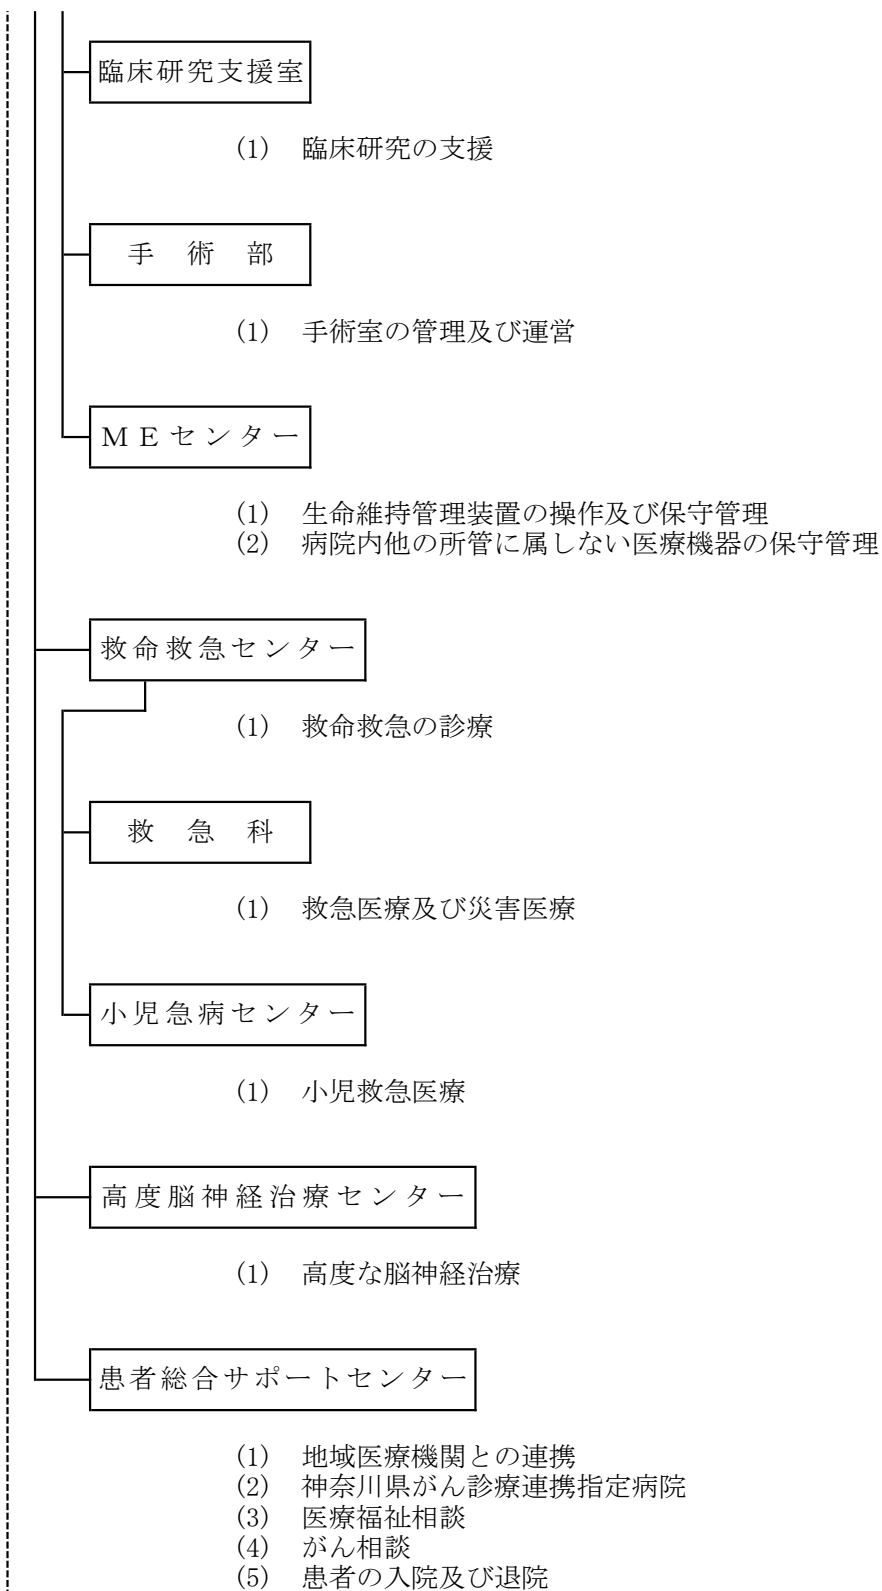 臨床研究支援室
(1) 臨床研究の支援
手術部
(1) 手術室の管理及び運営
ＭＥセンター
(1) 生命維持管理装置の操作及び保守管理
(2) 病院内他の所管に属しない医療機器の保守管理
救命救急センター
(1) 救命救急の診療
救急科
(1) 救急医療及び災害医療
小児急病センター
(1) 小児救急医療
高度脳神経治療センター
(1) 高度な脳神経治療
患者総合サポートセンター
(1) 地域医療機関との連携
(2) 神奈川県がん診療連携指定病院
(3) 医療福祉相談
(4) がん相談
(5) 患者の入院及び退院